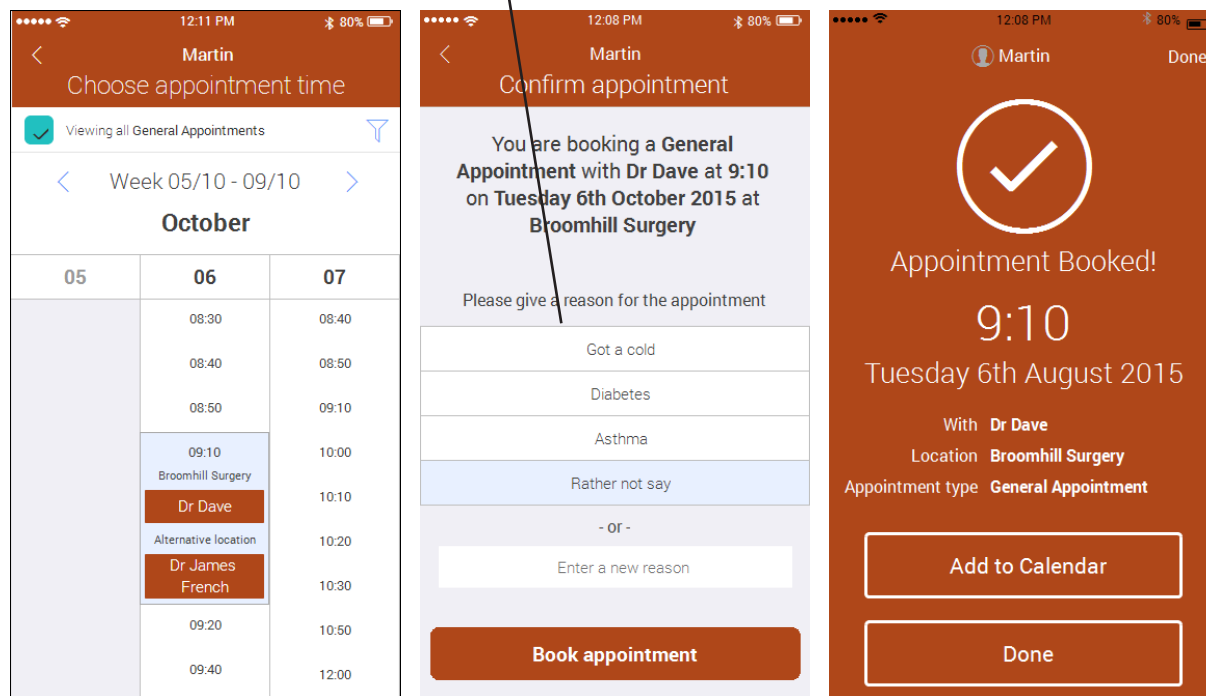 12:11 PM
80%
Martin
Choose appointment time
Viewing all General Appointments
Week 05/10 - 09/10
October
05 06 07
08:30 08:40
08:40 08:50
08:50 09:10
09:10 10:00
Broomhill Surgery
10:10
Dr Dave
Alternative location 10:20
Dr James
French 10:30
09:20 10:50
09:40 12:00
12:08 PM
80%
Martin
Confirm appointment
You are booking a General
Appointment with Dr Dave at 9:10
on Tuesday 6th October 2015 at
Broomhill Surgery
Please give a reason for the appointment
Got a cold
Diabetes
Asthma
Rather not say
- or -
Enter a new reason
Book appointment
12:08 PM
80%
Martin
Done
Appointment Booked!
9:10
Tuesday 6th August 2015
With Dr Dave
Location Broomhill Surgery
Appointment type General Appointment
Add to Calendar
Done